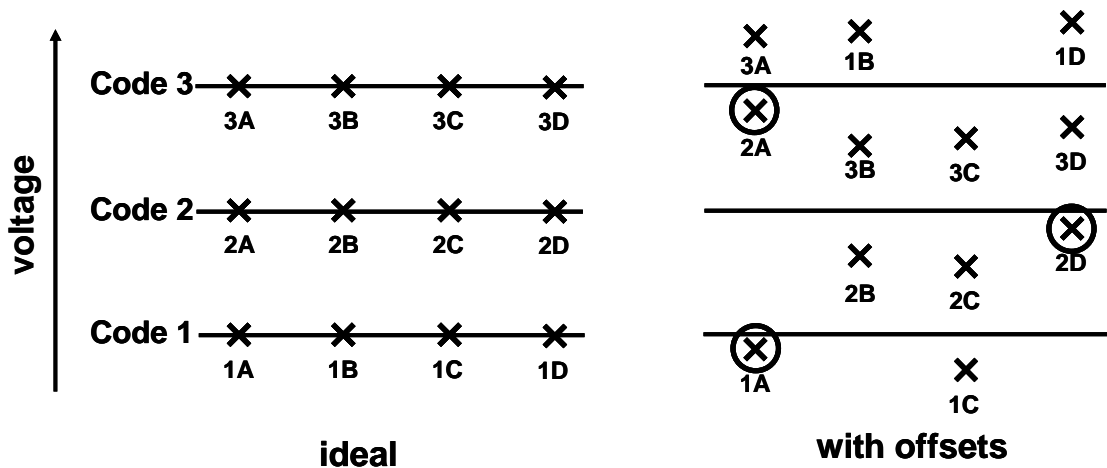 voltage
Code 3
3A 3B 3C 3D
Code 2
2A 2B 2C 2D
Code 1
1A 1B 1C 1D
ideal
3A 1B 1D
2A 3B 3C 3D
2B 2C 2D
1A 1C
with offsets